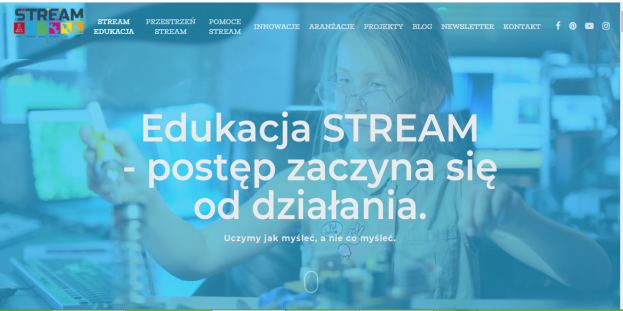 STREAM
STREAM EDUKACJA
PRZESTRZEŃ STREAM
POMOCE STREAM
INNOWACJE
ARANŻACJE
PROJEKTY
BLOG
NEWSLETTER
KONTAKT
Edukacja STREAM
- postęp zaczyna się
od działania.
Uczymy jak myśleć, a nie co myśleć.